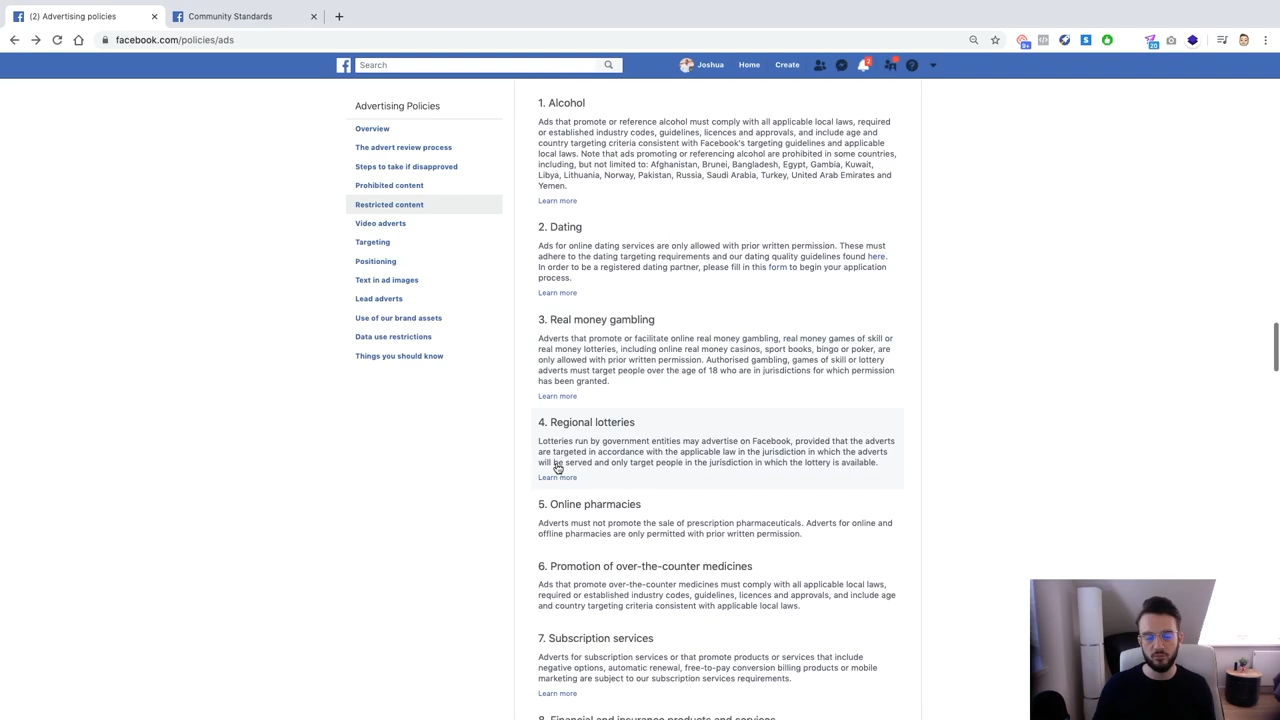 (2) Advertising policies
Community Standards
facebook.com/policies/ads
9+
20
Search
Joshua
Home
Create
2
Advertising Policies
Overview
The advert review process
Steps to take if disapproved
Prohibited content
Restricted content
Video adverts
Targeting
Positioning
Text in ad images
Lead adverts
Use of our brand assets
Data use restrictions
Things you should know
1. Alcohol
Ads that promote or reference alcohol must comply with all applicable local laws, required
or established industry codes, guidelines, licences and approvals, and include age and
country targeting criteria consistent with Facebook's targeting guidelines and applicable
local laws. Note that ads promoting or referencing alcohol are prohibited in some countries,
including, but not limited to: Afghanistan, Brunei, Bangladesh, Egypt, Gambia, Kuwait,
Libya, Lithuania, Norway, Pakistan, Russia, Saudi Arabia, Turkey, United Arab Emirates and
Yemen.
Learn more
2. Dating
Ads for online dating services are only allowed with prior written permission. These must
adhere to the dating targeting requirements and our dating quality guidelines found here.
In order to be a registered dating partner, please fill in this form to begin your application
process.
Learn more
3. Real money gambling
Adverts that promote or facilitate online real money gambling, real money games of skill or
real money lotteries, including online real money casinos, sport books, bingo or poker, are
only allowed with prior written permission. Authorised gambling, games of skill or lottery
adverts must target people over the age of 18 who are in jurisdictions for which permission
has been granted.
Learn more
4. Regional lotteries
Lotteries run by government entities may advertise on Facebook, provided that the adverts
are targeted in accordance with the applicable law in the jurisdiction in which the adverts
will be served and only target people in the jurisdiction in which the lottery is available.
Learn more
5. Online pharmacies
Adverts must not promote the sale of prescription pharmaceuticals. Adverts for online and
offline pharmacies are only permitted with prior written permission.
6. Promotion of over-the-counter medicines
Ads that promote over-the-counter medicines must comply with all applicable local laws,
required or established industry codes, guidelines, licences and approvals, and include age
and country targeting criteria consistent with applicable local laws.
7. Subscription services
Adverts for subscription services or that promote products or services that include
negative options, automatic renewal, free-to-pay conversion billing products or mobile
marketing are subject to our subscription services requirements.
Learn more
8. Financial and insurance products and services